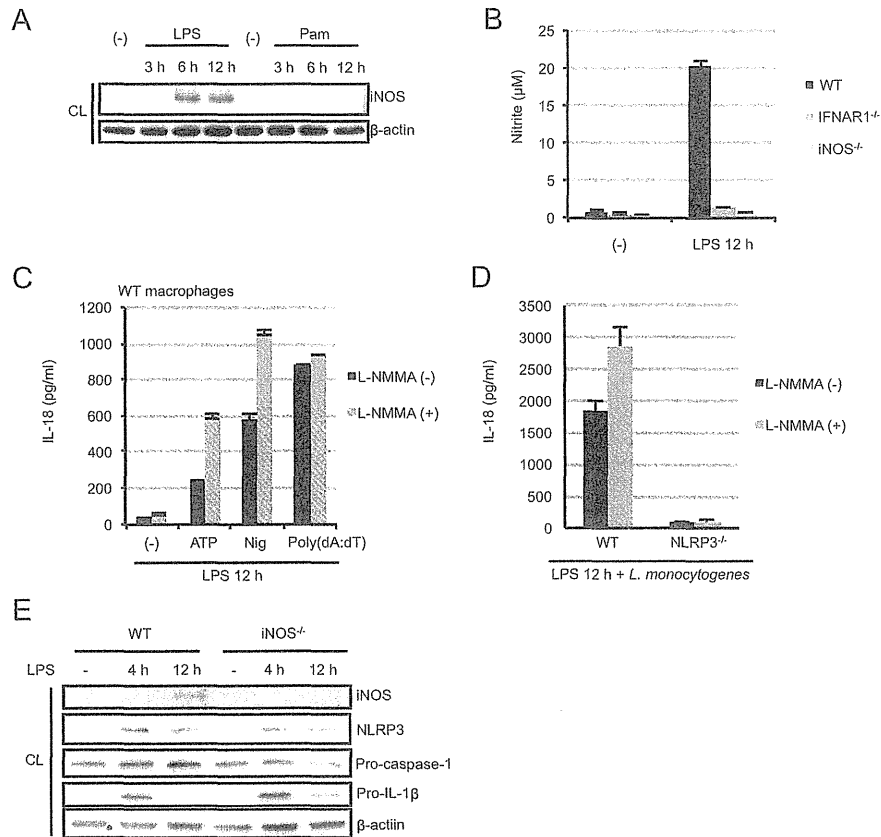 A
(-) LPS (-) Pam
3 h 6 h 12 h 3 h 6 h 12 h
CL
iNOS
β-actin
B
Nitrite (μM)
25
20
15
10
5
0
(-) LPS 12 h
WT
IFNAR1-/-
iNOS-/-
C
WT macrophages
IL-18 (pg/ml)
1200
1000
800
600
400
200
0
(-) ATP Nig Poly(dA:dT)
LPS 12 h
L-NMMA (-)
L-NMMA (+)
D
IL-18 (pg/ml)
3500
3000
2500
2000
1500
1000
500
0
WT NLRP3-/-
LPS 12 h + L. monocytogenes
L-NMMA (-)
L-NMMA (+)
E
WT iNOS-/-
LPS - 4 h 12 h - 4 h 12 h
CL
iNOS
NLRP3
Pro-caspase-1
Pro-IL-1β
β-actiin